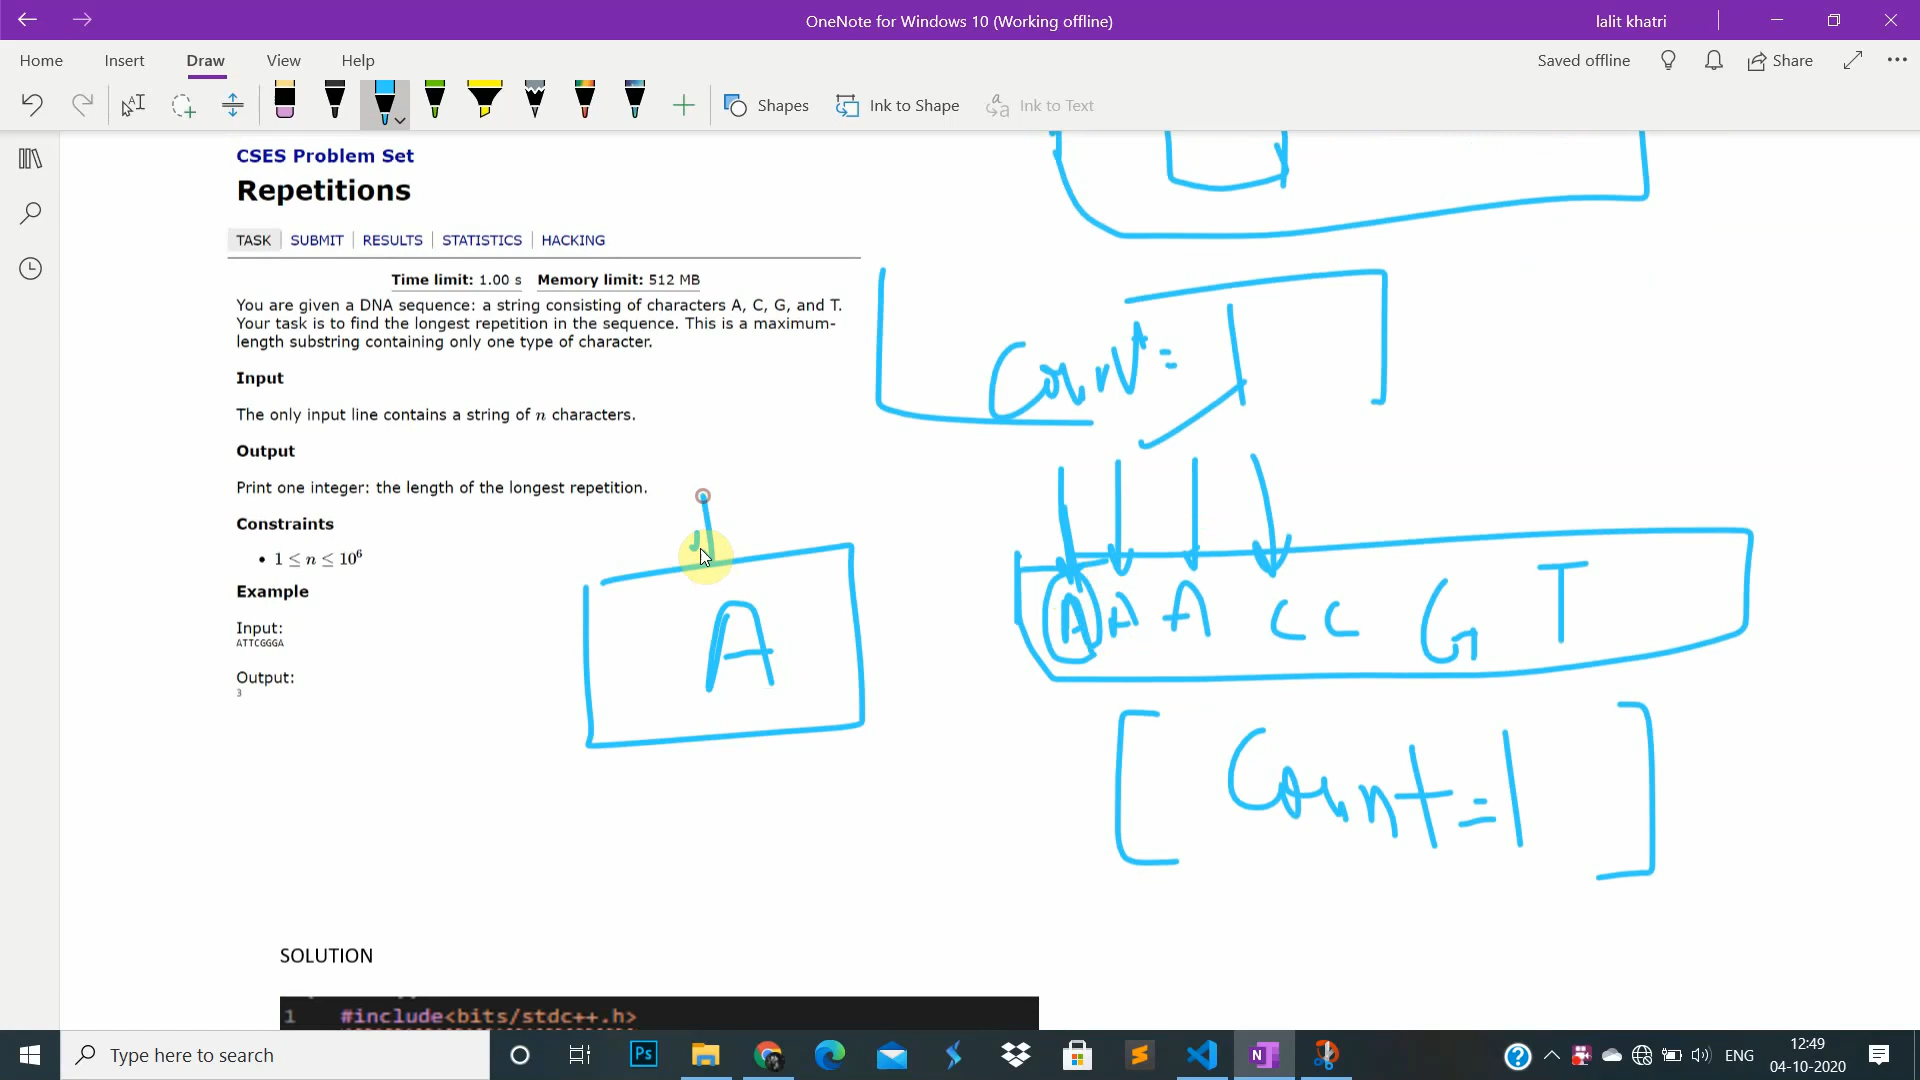 OneNote for Windows 10 (Working offline)
lalit khatri
Home Insert Draw View Help
Saved offline
Share
Shapes
Ink to Shape
Ink to Text
CSES Problem Set
Repetitions
TASK | SUBMIT | RESULTS | STATISTICS | HACKING
Time limit: 1.00 s Memory limit: 512 MB
You are given a DNA sequence: a string consisting of characters A, C, G, and T.
Your task is to find the longest repetition in the sequence. This is a maximum-
length substring containing only one type of character.
Input
The only input line contains a string of n characters.
Output
Print one integer: the length of the longest repetition.
Constraints
• 1 ≤ n ≤ 10⁶
Example
Input:
ATTCGGGA
Output:
3
Count = 1
A
A A A C C G T
Count = 1
SOLUTION
1 #include<bits/stdc++.h>
Type here to search
Ps
N
ENG
12:49
04-10-2020